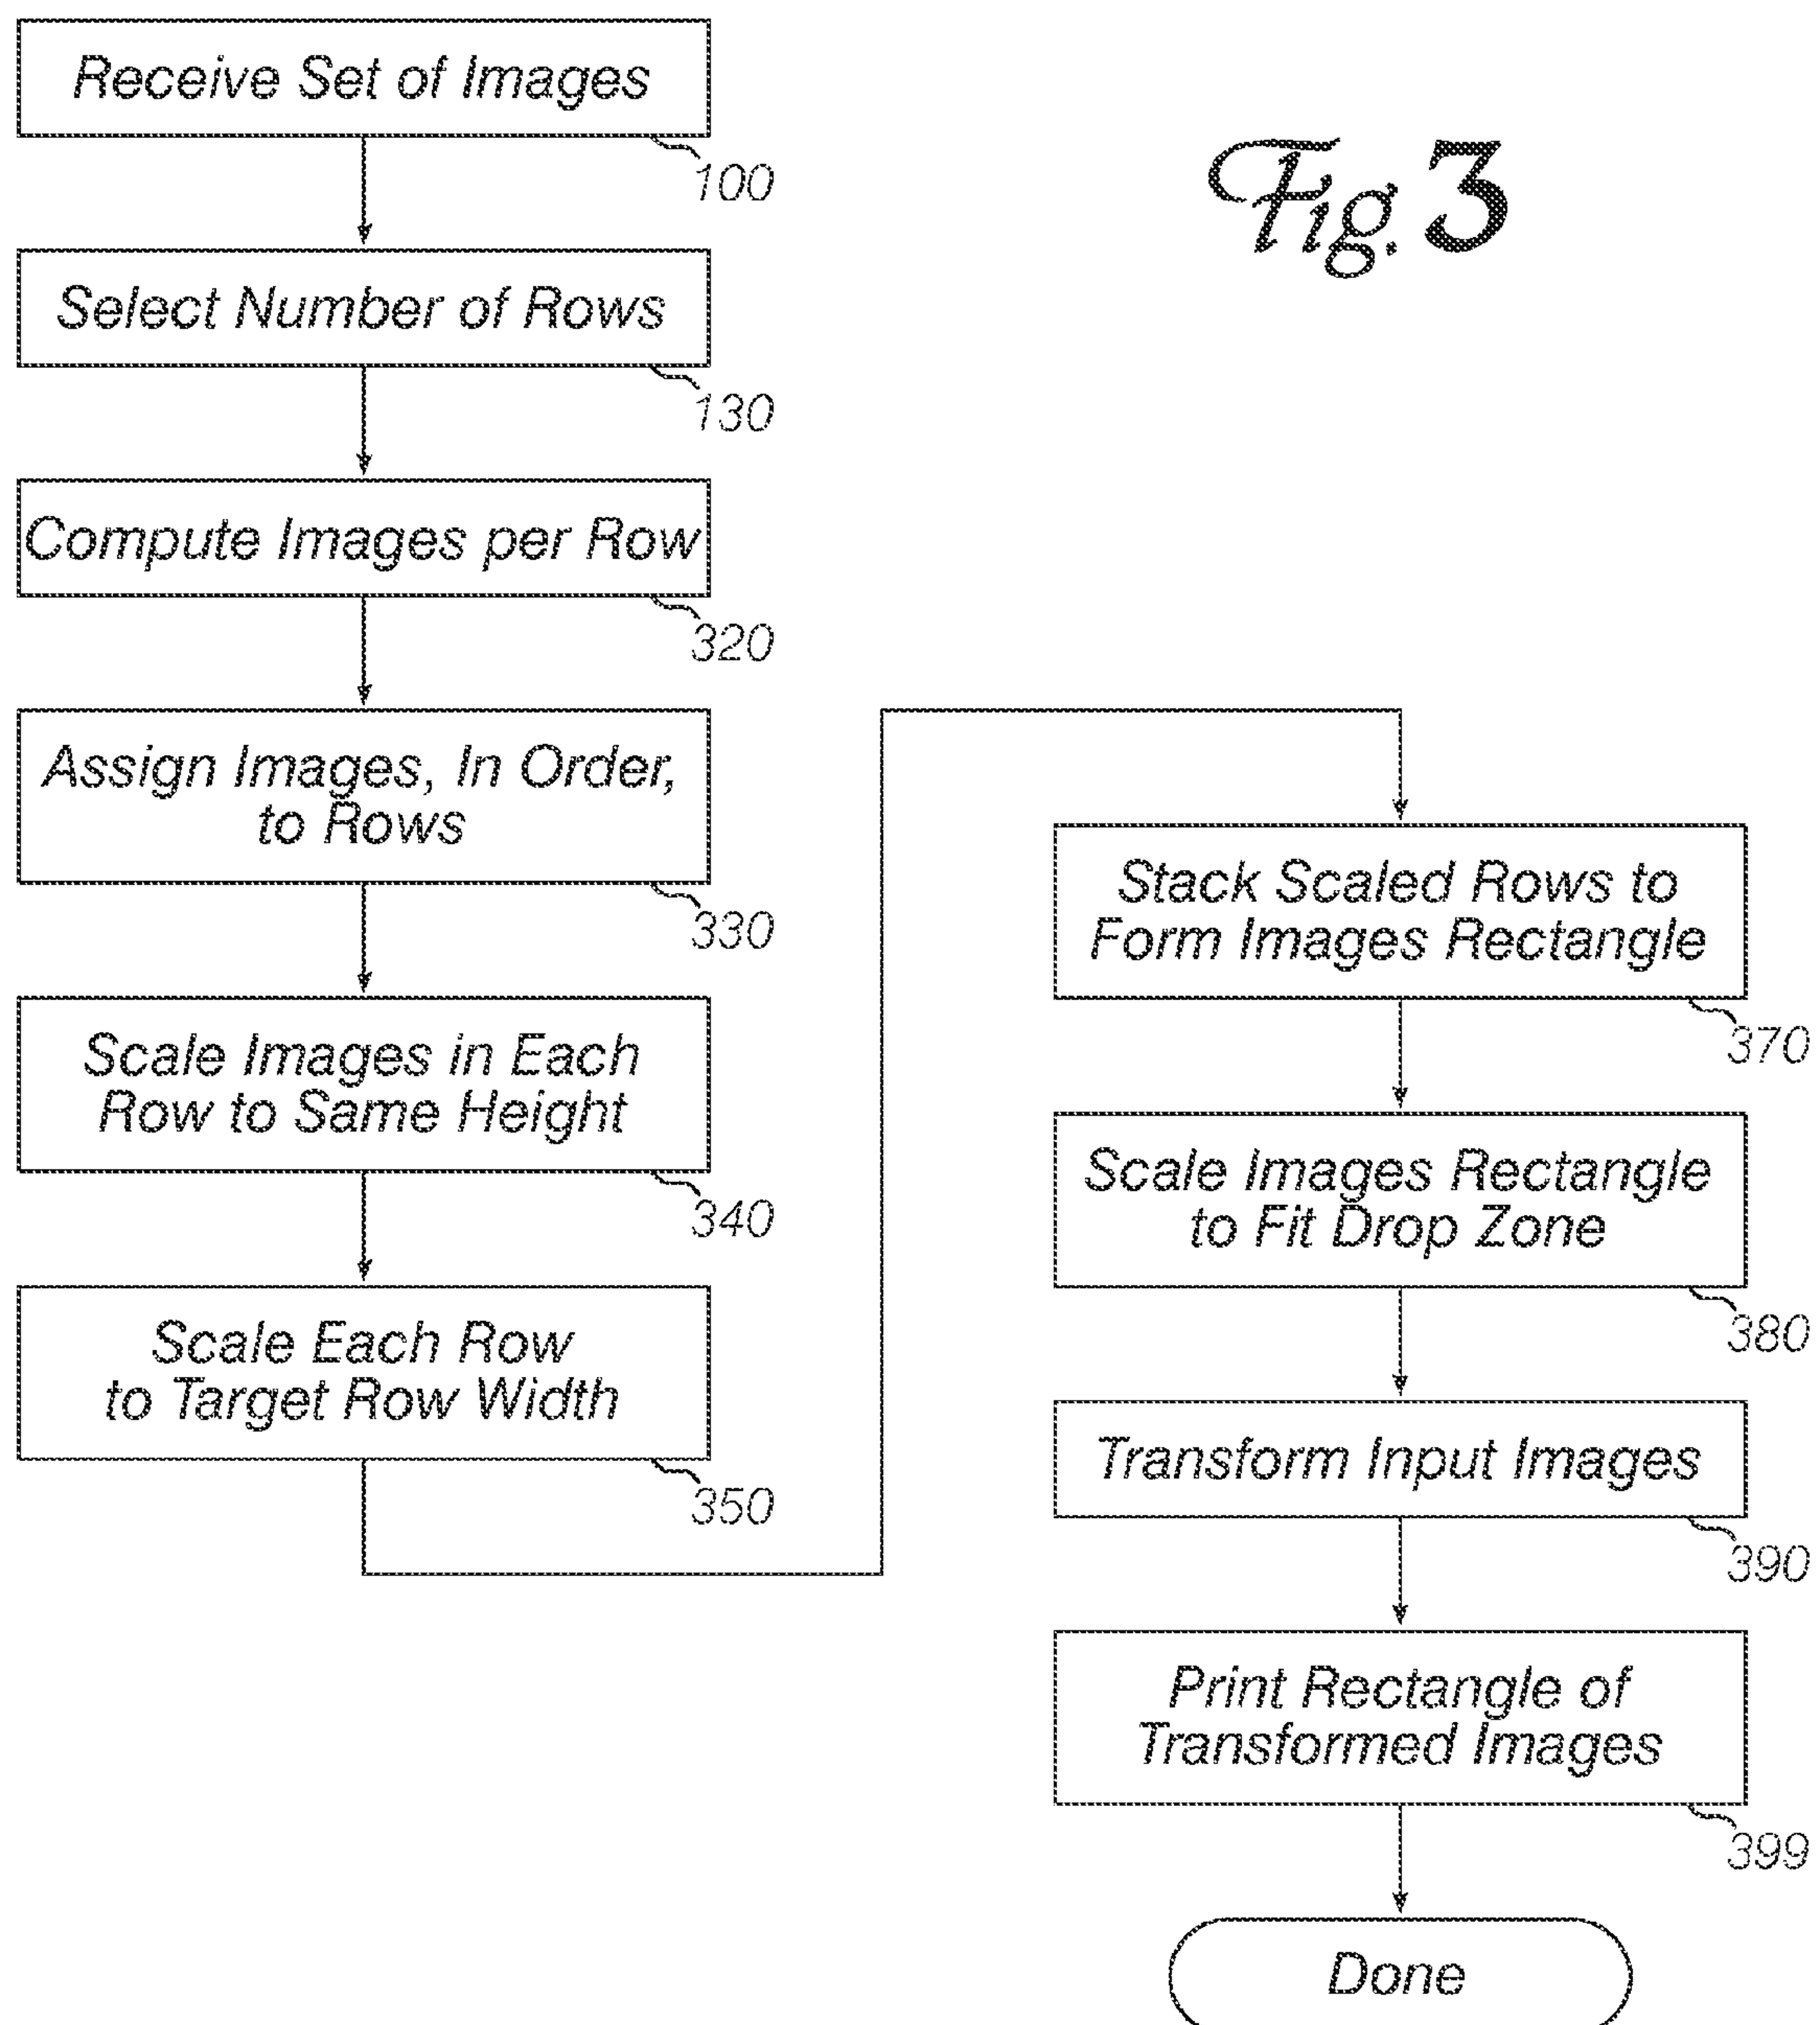 Fig. 3
Receive Set of Images
100
Select Number of Rows
130
Compute Images per Row
320
Assign Images, In Order,
to Rows
330
Scale Images in Each
Row to Same Height
340
Scale Each Row
to Target Row Width
350
Stack Scaled Rows to
Form Images Rectangle
370
Scale Images Rectangle
to Fit Drop Zone
380
Transform Input Images
390
Print Rectangle of
Transformed Images
399
Done